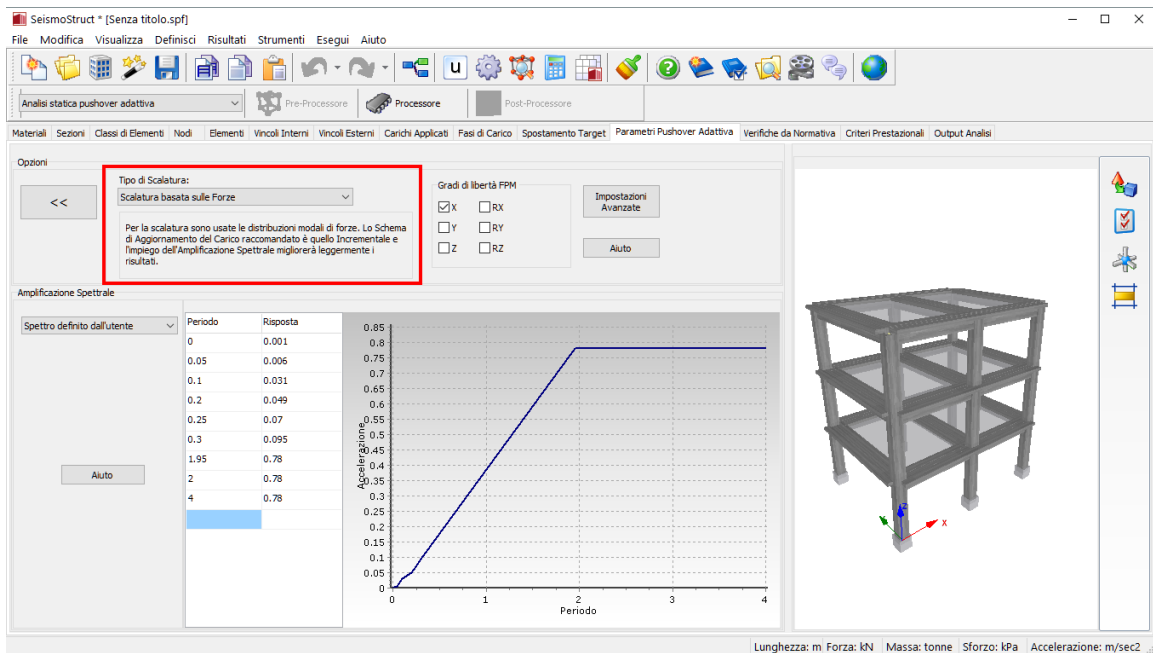 SeismoStruct * [Senza titolo.spf]
File Modifica Visualizza Definisci Risultati Strumenti Esegui Aiuto
u
Analisi statica pushover adattiva Pre-Processore Processore Post-Processore
Materiali Sezioni Classi di Elementi Nodi Elementi Vincoli Interni Vincoli Esterni Carichi Applicati Fasi di Carico Spostamento Target Parametri Pushover Adattiva Verifiche da Normativa Criteri Prestazionali Output Analisi
Opzioni
<<
Tipo di Scalatura:
Scalatura basata sulle Forze
Per la scalatura sono usate le distribuzioni modali di forze. Lo Schema
di Aggiornamento del Carico raccomandato è quello Incrementale e
l'impiego dell'Amplificazione Spettrale migliorerà leggermente i
risultati.
Gradi di libertà FPM
X RX
Y RY
Z RZ
Impostazioni
Avanzate
Aiuto
Amplificazione Spettrale
Spettro definito dall'utente
Aiuto
Periodo Risposta
0 0.001
0.05 0.006
0.1 0.031
0.2 0.049
0.25 0.07
0.3 0.095
1.95 0.78
2 0.78
4 0.78
Accelerazione
0.85
0.8
0.75
0.7
0.65
0.6
0.55
0.5
0.45
0.4
0.35
0.3
0.25
0.2
0.15
0.1
0.05
0
0 1 2 3 4
Periodo
Z
Y
X
Lunghezza: m Forza: kN Massa: tonne Sforzo: kPa Accelerazione: m/sec2